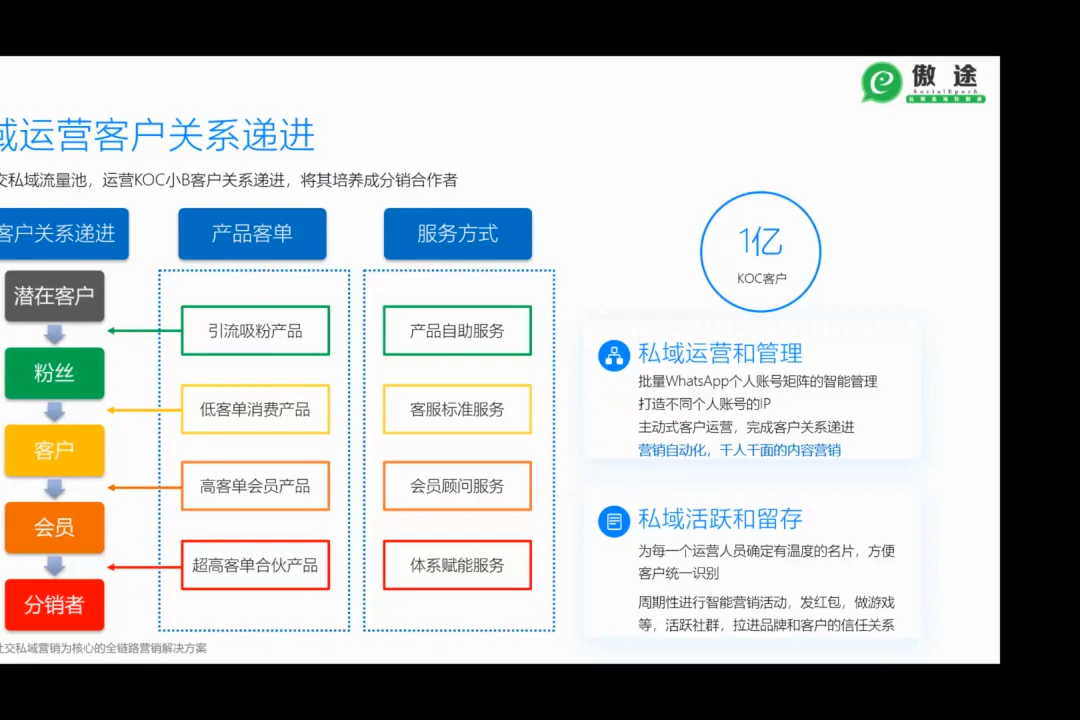 傲途
SocialEpoch
域运营客户关系递进
交私域流量池，运营KOC小B客户关系递进，将其培养成分销合作者
客户关系递进
产品客单
服务方式
潜在客户
粉丝
客户
会员
分销者
引流吸粉产品
低客单消费产品
高客单会员产品
超高客单合伙产品
产品自助服务
客服标准服务
会员顾问服务
体系赋能服务
1亿
KOC客户
私域运营和管理
批量WhatsApp个人账号矩阵的智能管理
打造不同个人账号的IP
主动式客户运营，完成客户关系递进
营销自动化，千人千面的内容营销
私域活跃和留存
为每一个运营人员确定有温度的名片，方便
客户统一识别
周期性进行智能营销活动，发红包，做游戏
等，活跃社群，拉进品牌和客户的信任关系
社交私域营销为核心的全链路营销解决方案